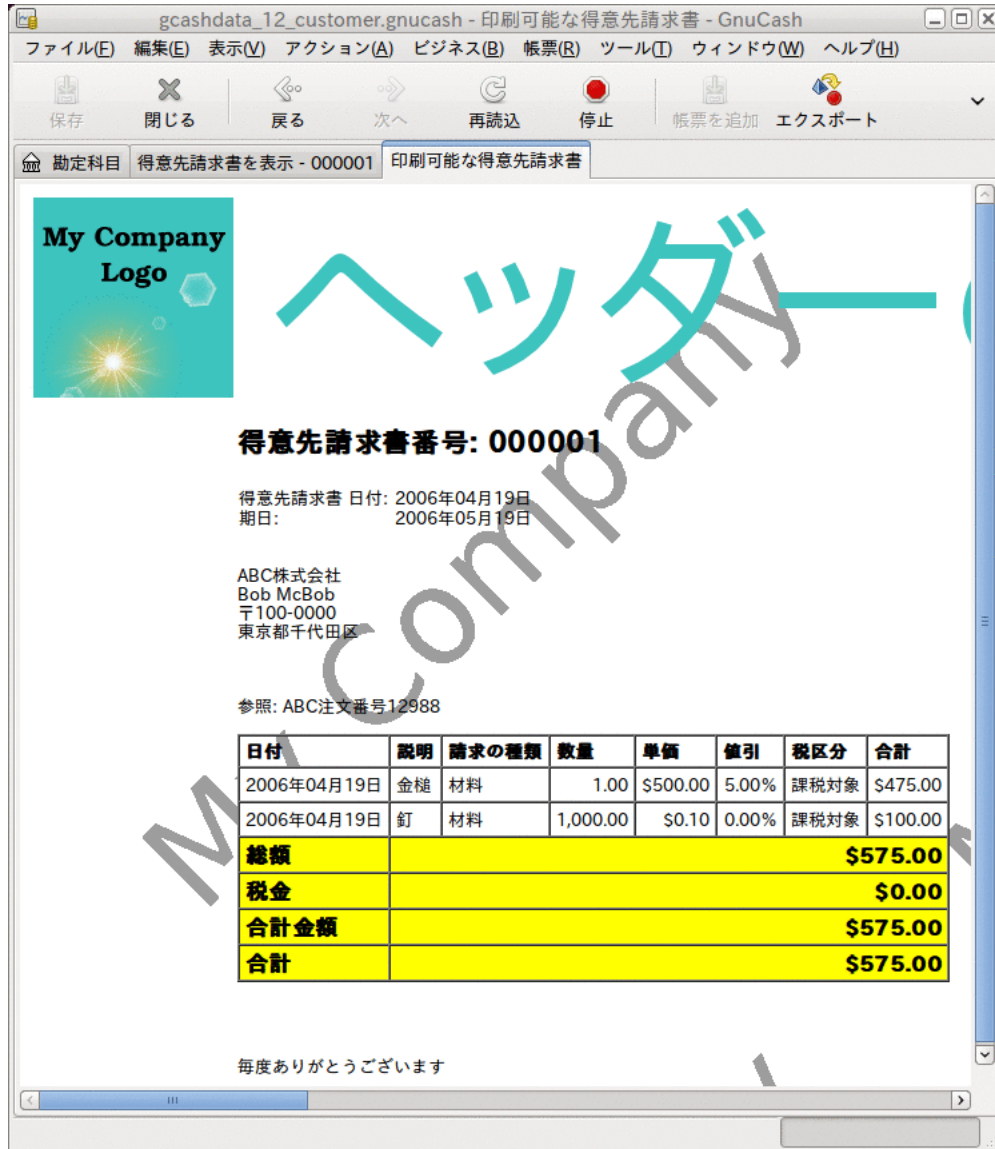 gcashdata_12_customer.gnucash - 印刷可能な得意先請求書 - GnuCash
ファイル(F) 編集(E) 表示(V) アクション(A) ビジネス(B) 帳票(R) ツール(T) ウィンドウ(W) ヘルプ(H)
保存 閉じる 戻る 次へ 再読込 停止 帳票を追加 エクスポート
勘定科目 得意先請求書を表示 - 000001 印刷可能な得意先請求書
My Company
Logo
ヘッダー
得意先請求書番号: 000001
得意先請求書 日付: 2006年04月19日
期日: 2006年05月19日
ABC株式会社
Bob McBob
〒100-0000
東京都千代田区
参照: ABC注文番号12988
日付 説明 請求の種類 数量 単価 値引 税区分 合計
2006年04月19日 金槌 材料 1.00 $500.00 5.00% 課税対象 $475.00
2006年04月19日 釘 材料 1,000.00 $0.10 0.00% 課税対象 $100.00
総額 $575.00
税金 $0.00
合計金額 $575.00
合計 $575.00
毎度ありがとうございます
My Company